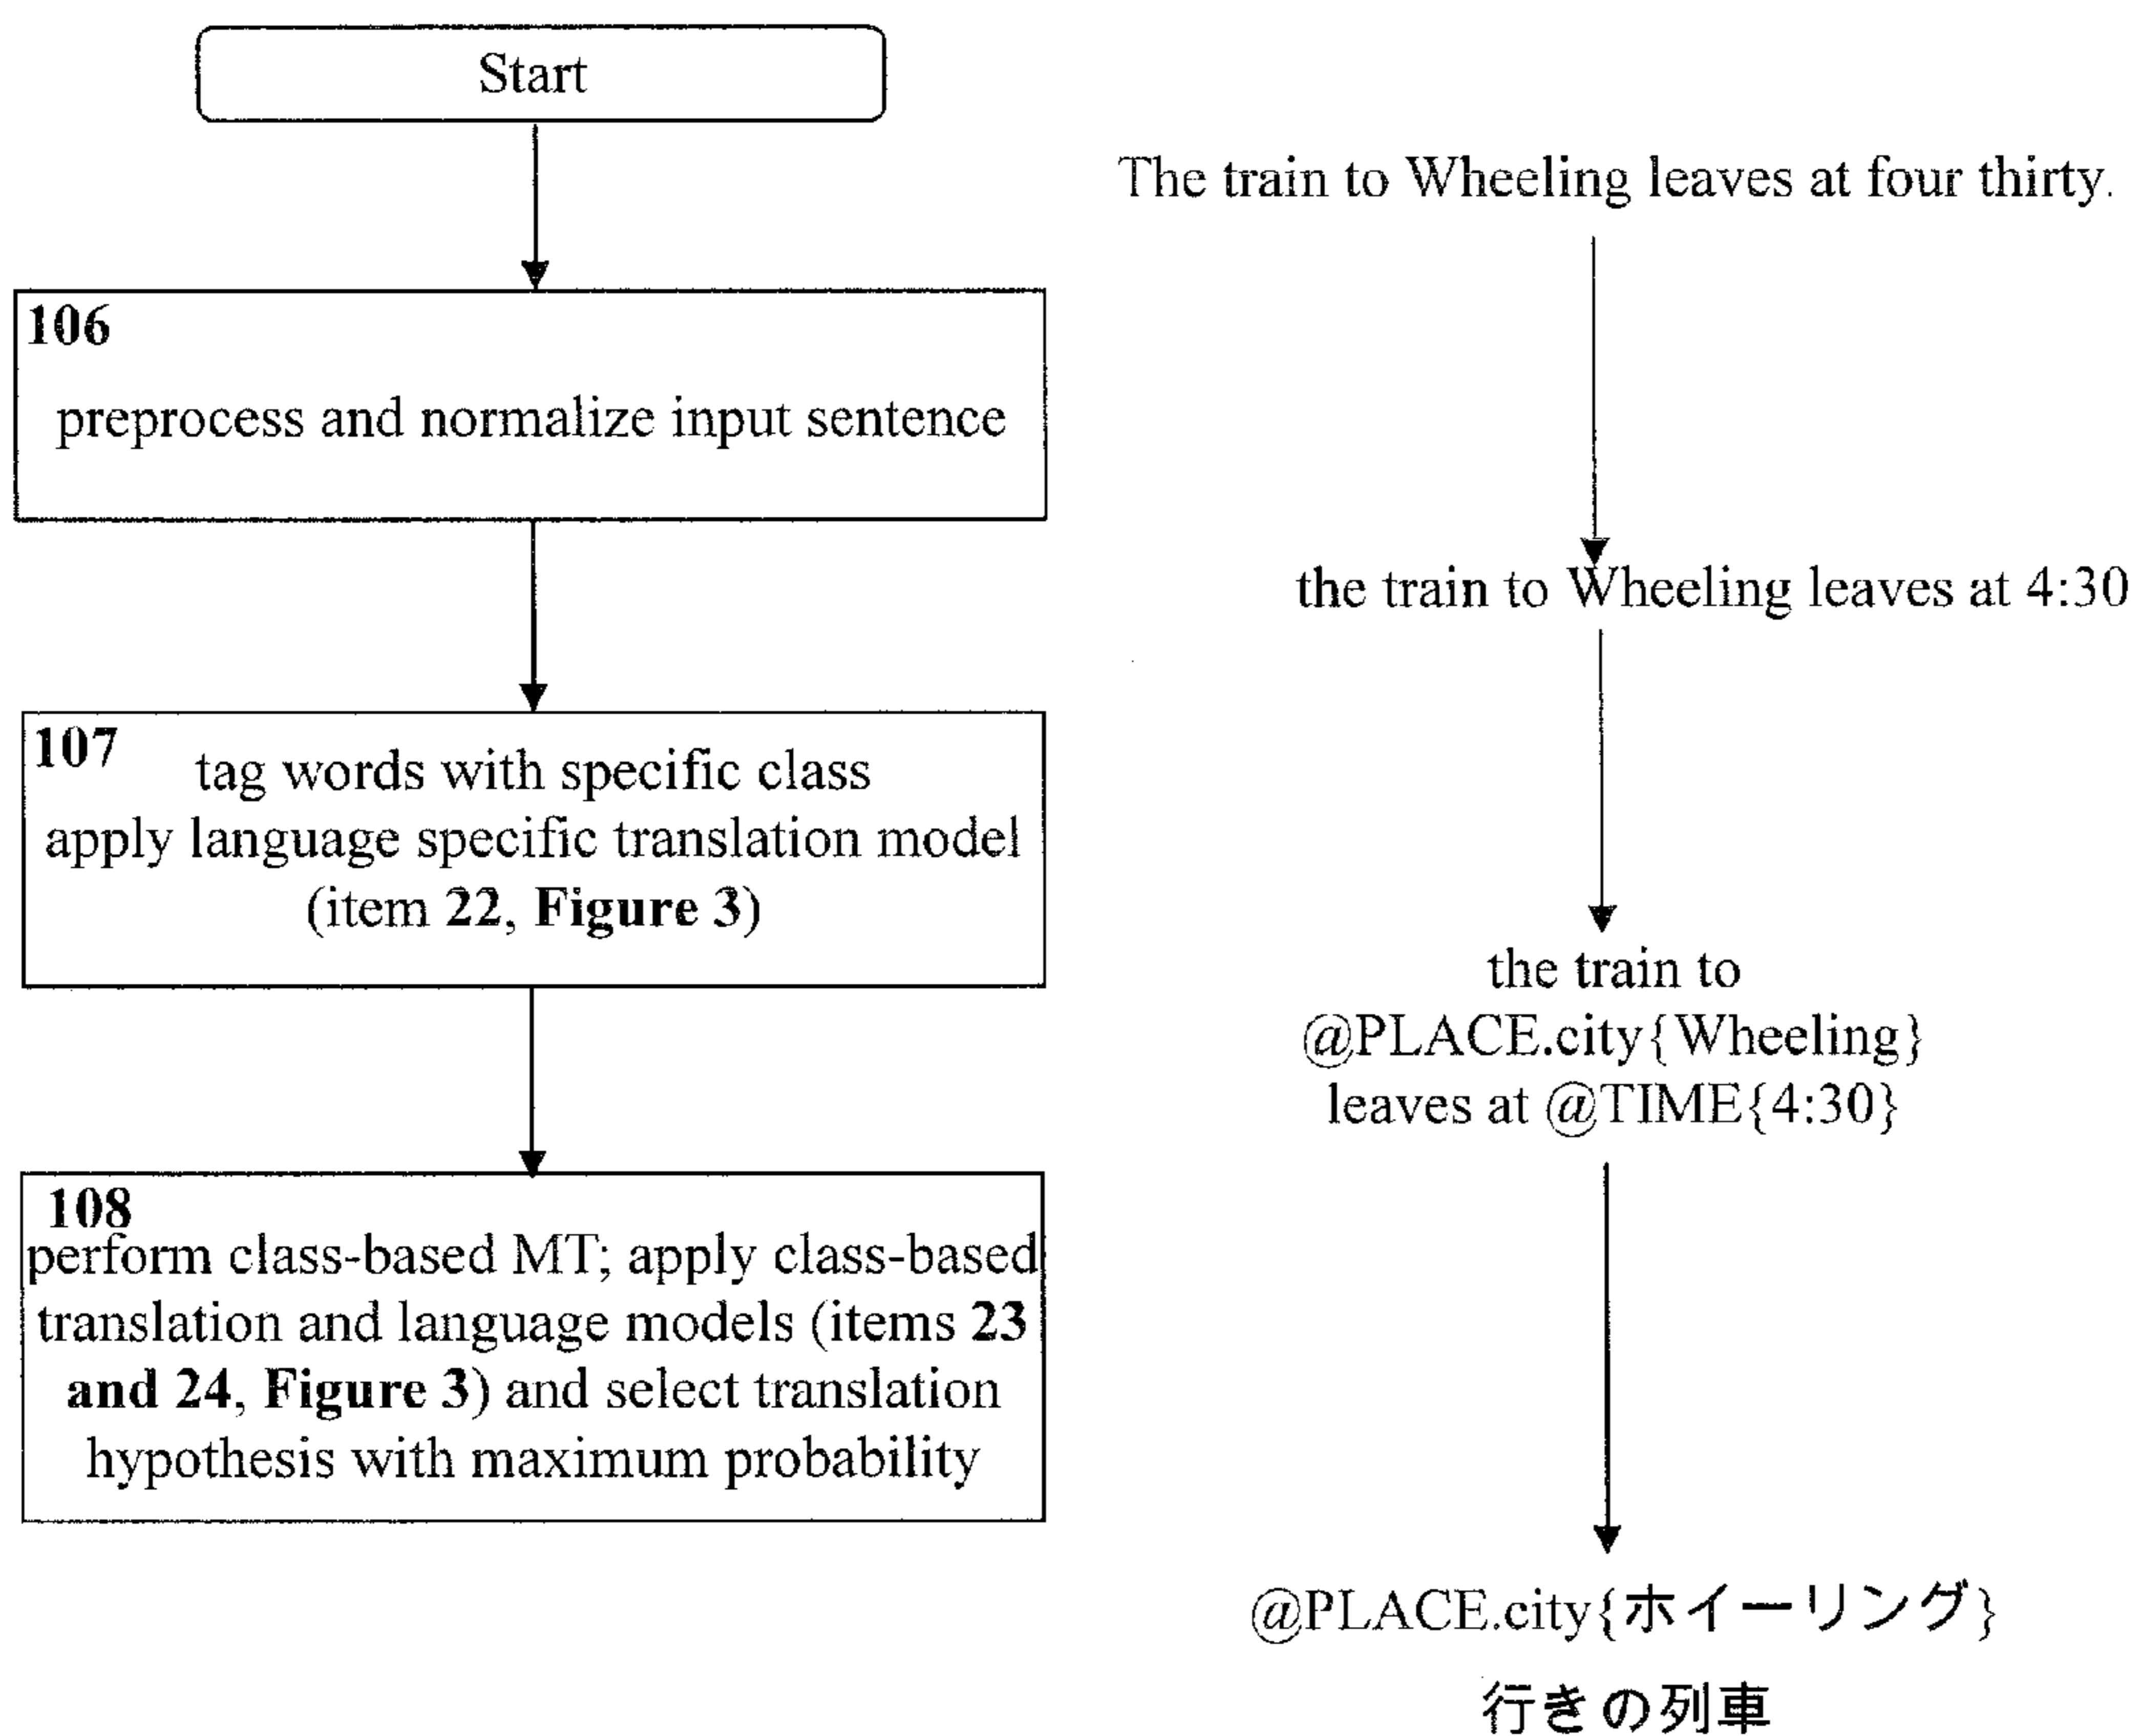 Start
106
preprocess and normalize input sentence
107
tag words with specific class
apply language specific translation model
(item 22, Figure 3)
108
perform class-based MT; apply class-based
translation and language models (items 23
and 24, Figure 3) and select translation
hypothesis with maximum probability
The train to Wheeling leaves at four thirty.
the train to Wheeling leaves at 4:30
the train to
@PLACE.city{Wheeling}
leaves at @TIME{4:30}
@PLACE.city{ホイーリング}
行きの列車